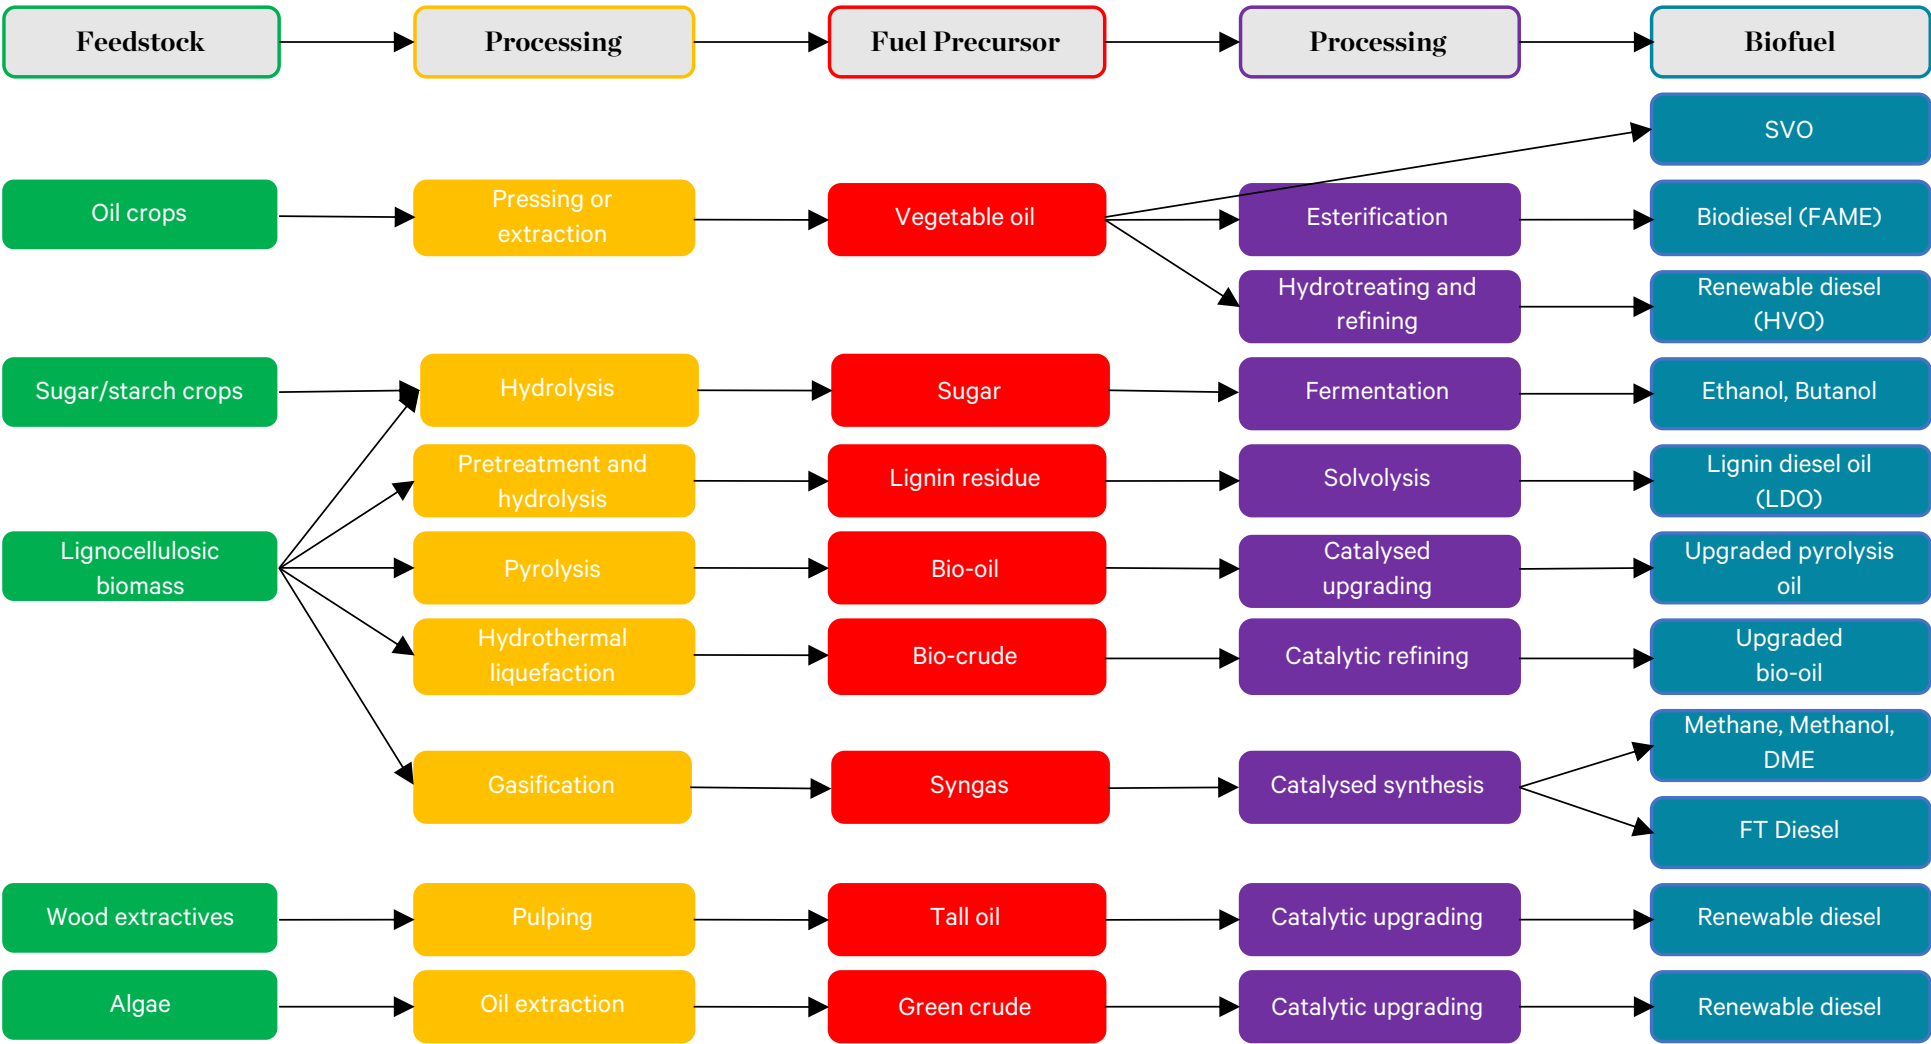 Feedstock
Processing
Fuel Precursor
Processing
Biofuel
SVO
Oil crops
Pressing or
extraction
Vegetable oil
Esterification
Biodiesel (FAME)
Hydrotreating and
refining
Renewable diesel
(HVO)
Sugar/starch crops
Hydrolysis
Sugar
Fermentation
Ethanol, Butanol
Pretreatment and
hydrolysis
Lignin residue
Solvolysis
Lignin diesel oil
(LDO)
Lignocellulosic
biomass
Pyrolysis
Bio-oil
Catalysed
upgrading
Upgraded pyrolysis
oil
Hydrothermal
liquefaction
Bio-crude
Catalytic refining
Upgraded
bio-oil
Gasification
Syngas
Catalysed synthesis
Methane, Methanol,
DME
FT Diesel
Wood extractives
Pulping
Tall oil
Catalytic upgrading
Renewable diesel
Algae
Oil extraction
Green crude
Catalytic upgrading
Renewable diesel